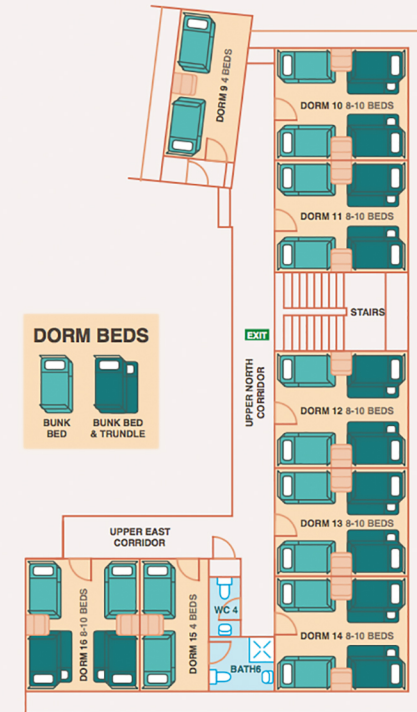 DORM 9 4 BEDS
DORM 10 8-10 BEDS
DORM 11 8-10 BEDS
STAIRS
EXIT
UPPER NORTH
CORRIDOR
DORM BEDS
BUNK
BED
BUNK BED
& TRUNDLE
DORM 12 8-10 BEDS
DORM 13 8-10 BEDS
UPPER EAST
CORRIDOR
DORM 16 8-10 BEDS
DORM 15 4 BEDS
WC 4
DORM 14 8-10 BEDS
BATH6